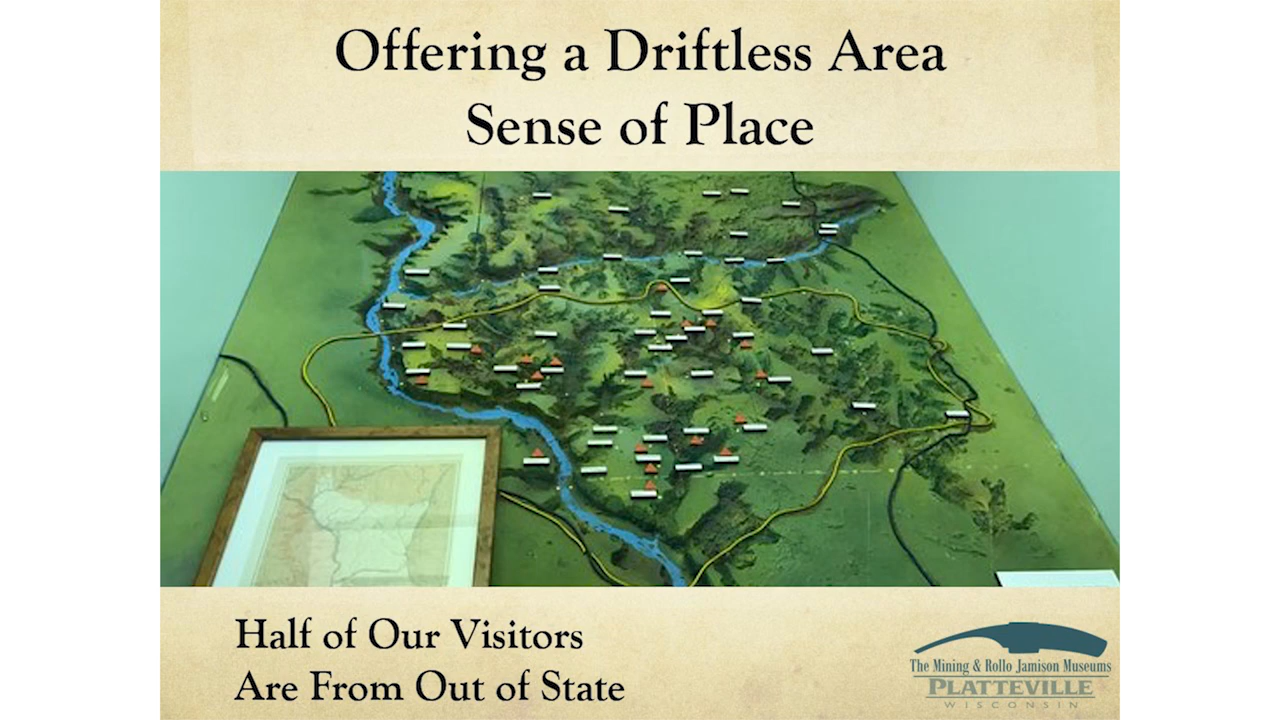 Offering a Driftless Area
Sense of Place
Half of Our Visitors
Are From Out of State
The Mining & Rollo Jamison Museums
PLATTEVILLE
WISCONSIN